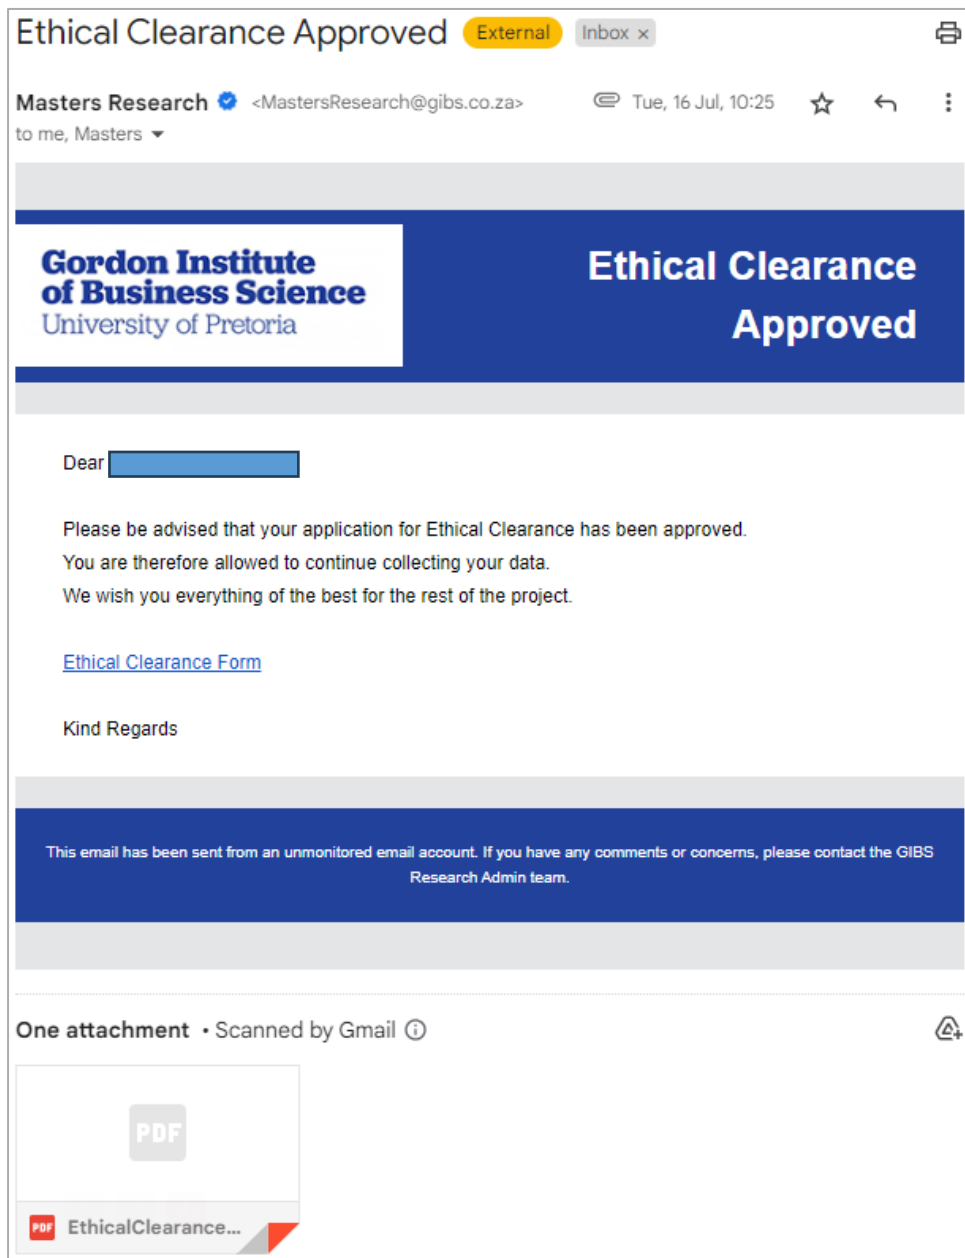 Ethical Clearance Approved External Inbox x
Masters Research <MastersResearch@gibs.co.za> Tue, 16 Jul, 10:25
to me, Masters
Gordon Institute
of Business Science
University of Pretoria
Ethical Clearance
Approved
Dear
Please be advised that your application for Ethical Clearance has been approved.
You are therefore allowed to continue collecting your data.
We wish you everything of the best for the rest of the project.
Ethical Clearance Form
Kind Regards
This email has been sent from an unmonitored email account. If you have any comments or concerns, please contact the GIBS
Research Admin team.
One attachment • Scanned by Gmail
PDF
PDF EthicalClearance...